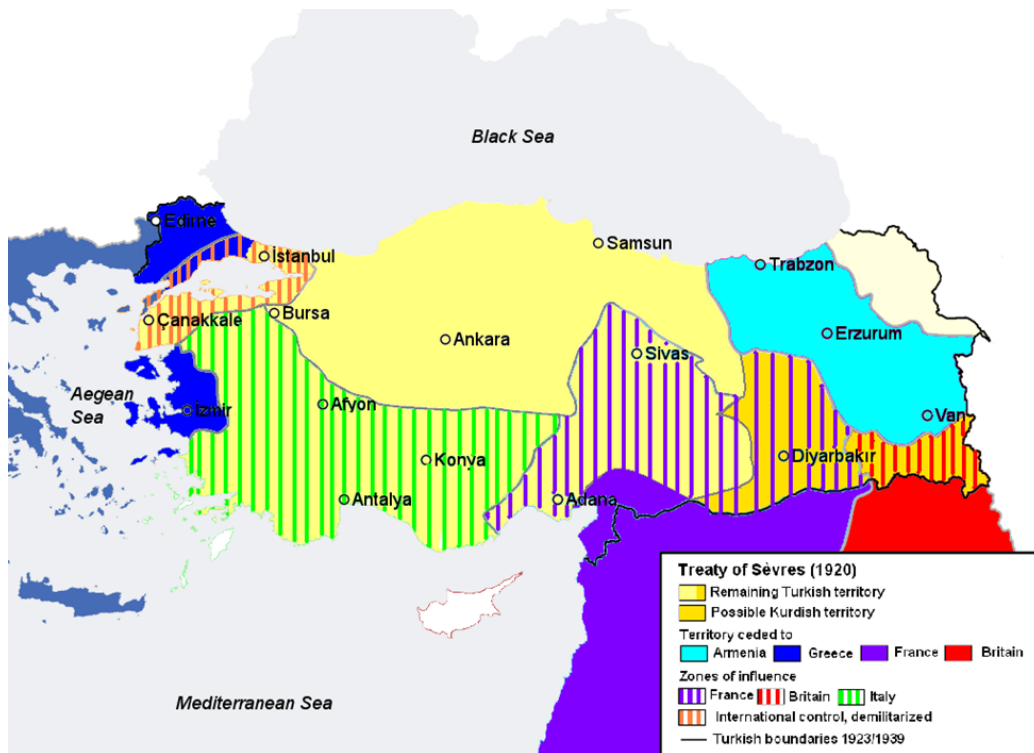 Black Sea
Edirne
İstanbul
Samsun
Trabzon
Çanakkale
Bursa
Ankara
Sivas
Erzurum
Aegean
Sea
İzmir
Afyon
Van
Konya
Diyarbakır
Antalya
Adana
Mediterranean Sea
Treaty of Sèvres (1920)
Remaining Turkish territory
Possible Kurdish territory
Territory ceded to
Armenia Greece France Britain
Zones of influence
France Britain Italy
International control, demilitarized
Turkish boundaries 1923/1939